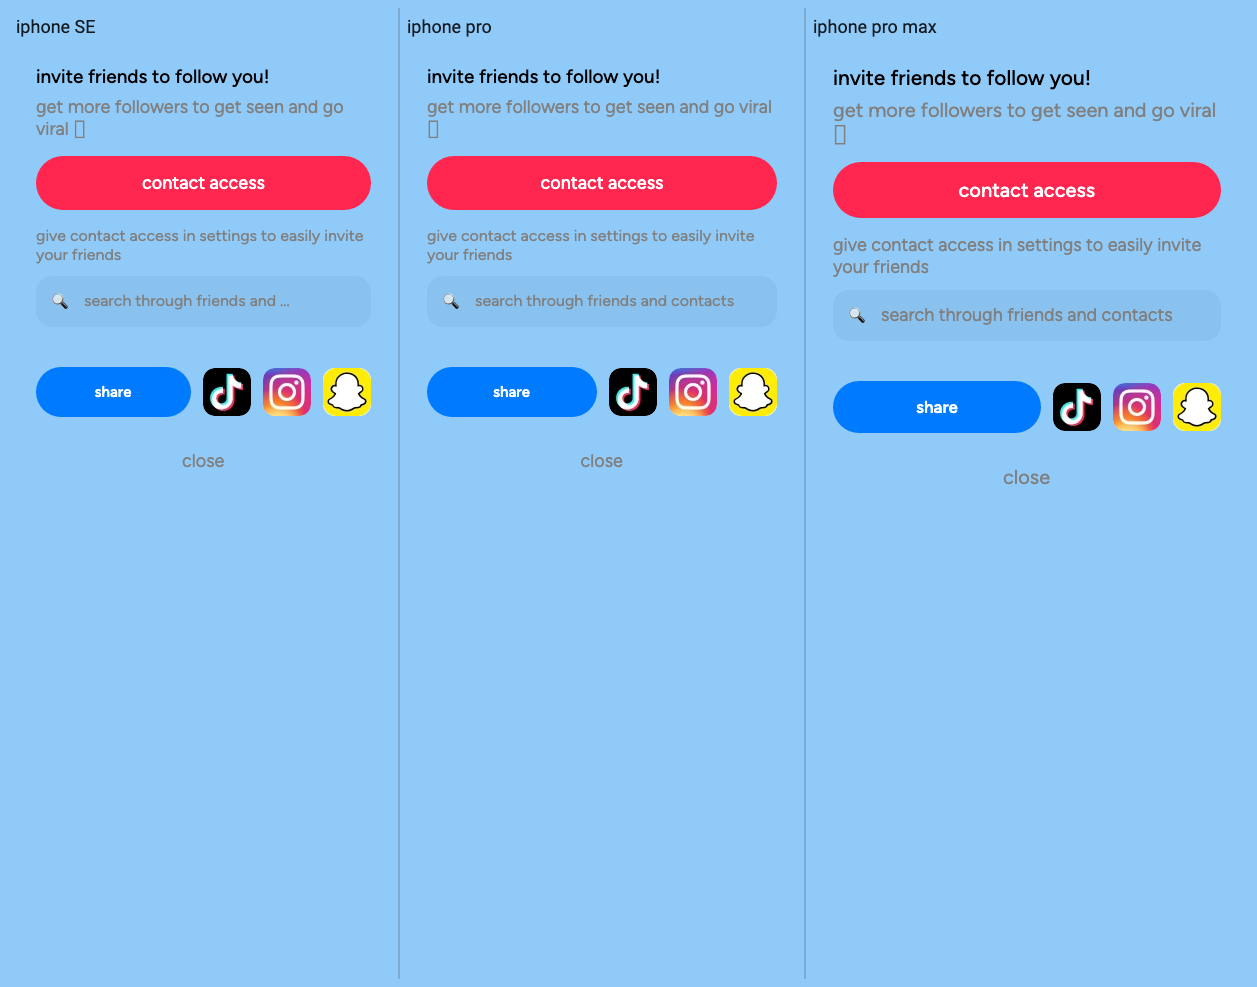 iphone SE
invite friends to follow you!
get more followers to get seen and go
viral
contact access
give contact access in settings to easily invite
your friends
search through friends and ...
share
close
iphone pro
invite friends to follow you!
get more followers to get seen and go viral
contact access
give contact access in settings to easily invite
your friends
search through friends and contacts
share
close
iphone pro max
invite friends to follow you!
get more followers to get seen and go viral
contact access
give contact access in settings to easily invite
your friends
search through friends and contacts
share
close